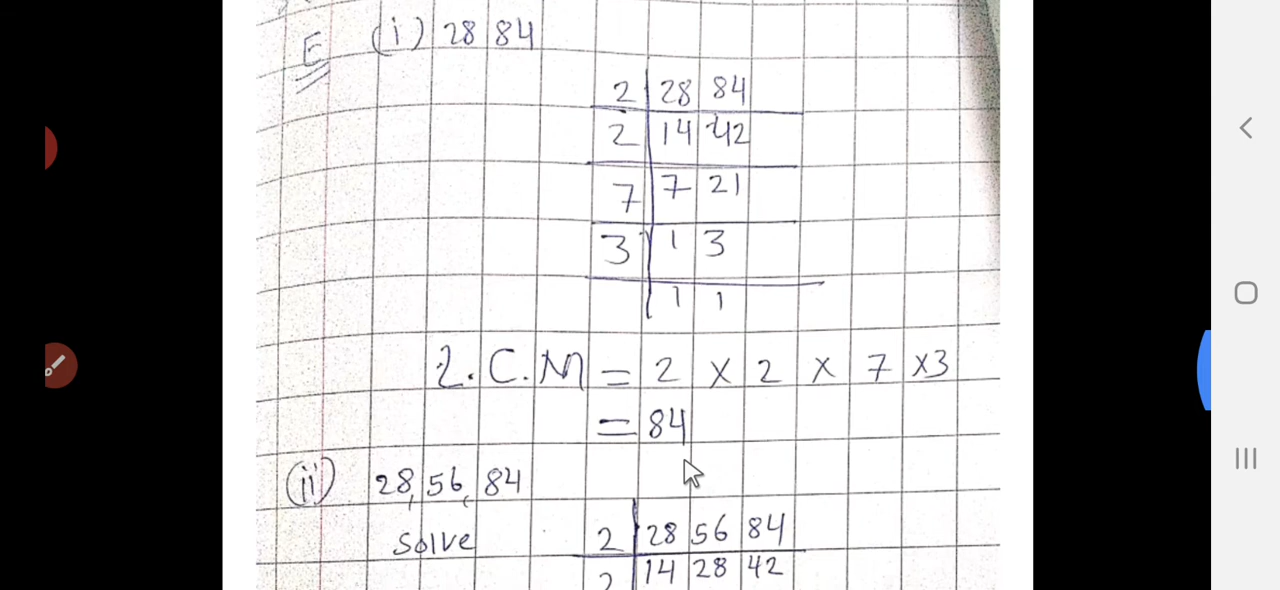 E (i) 28 84
2 28 84
2 14 42
7 7 21
3 1 3
1 1
L.C.M = 2 X 2 X 7 X3
= 84
(ii) 28, 56, 84
Solve
2 28 56 84
2 14 28 42